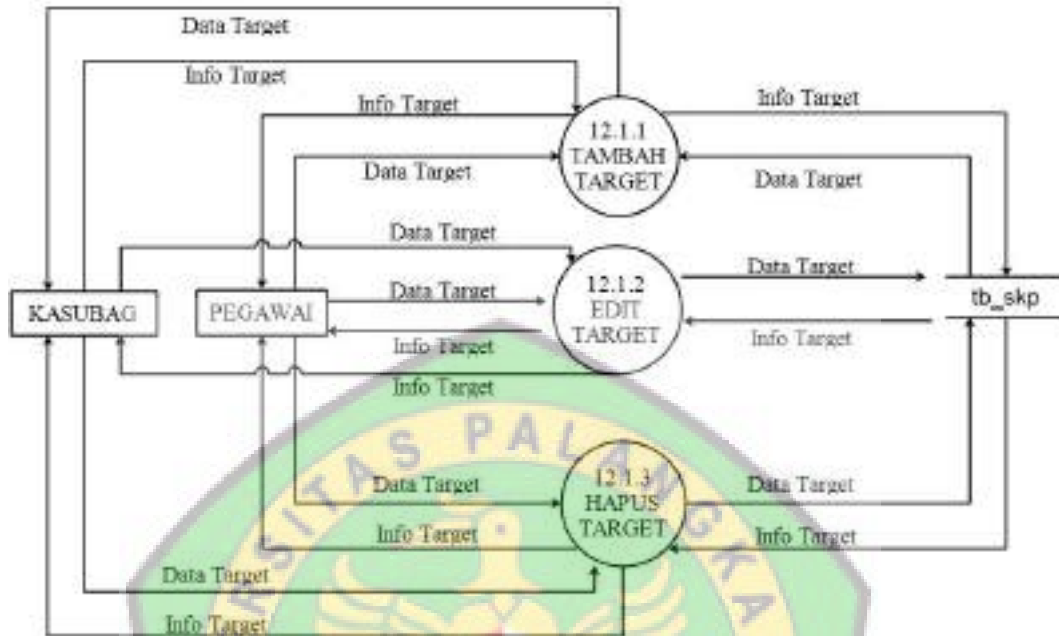 Data Target
Info Target
Info Target
Info Target
12.1.1
TAMBAH
TARGET
Data Target
Data Target
Data Target
Data Target
Data Target
12.1.2
EDIT
TARGET
KASUBAG
PEGAWAI
tb_skp
Info Target
Info Target
Info Target
SITAS PALANGKA
12.1.3
HAPUS
TARGET
Data Target
Data Target
Info Target
Info Target
Data Target
Info Target